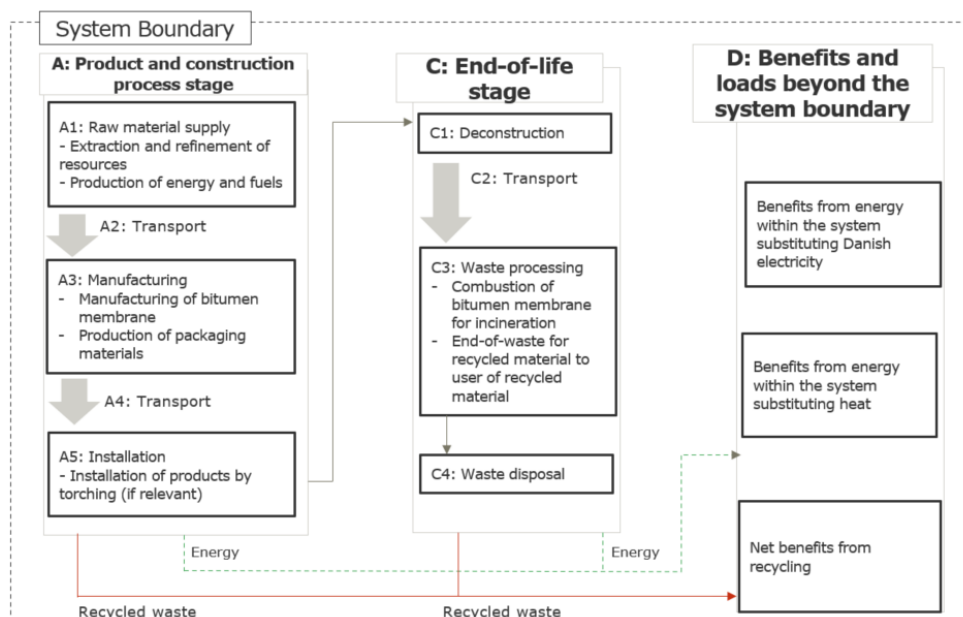 System Boundary
A: Product and construction
process stage
A1: Raw material supply
- Extraction and refinement of
resources
- Production of energy and fuels
A2: Transport
A3: Manufacturing
- Manufacturing of bitumen
membrane
- Production of packaging
materials
A4: Transport
A5: Installation
- Installation of products by
torching (if relevant)
Energy
Recycled waste
C: End-of-life
stage
C1: Deconstruction
C2: Transport
C3: Waste processing
- Combustion of
bitumen membrane
for incineration
- End-of-waste for
recycled material to
user of recycled
material
C4: Waste disposal
Energy
Recycled waste
D: Benefits and
loads beyond the
system boundary
Benefits from energy
within the system
substituting Danish
electricity
Benefits from energy
within the system
substituting heat
Net benefits from
recycling